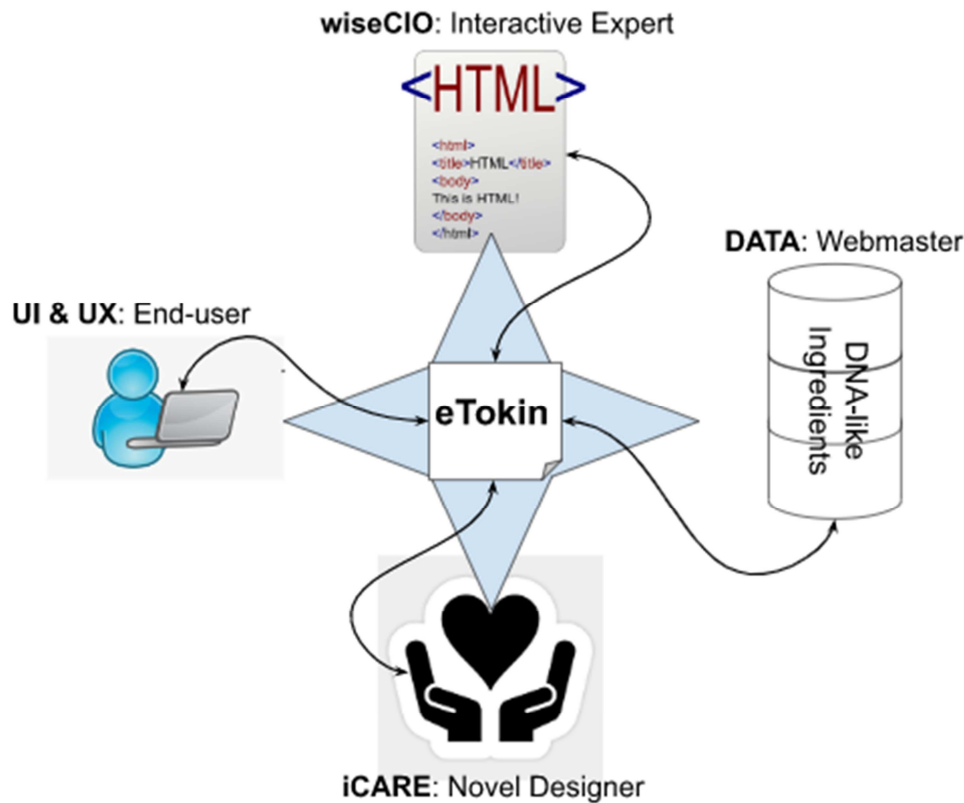 wiseCIO: Interactive Expert
<HTML>
<html>
<title>HTML</title>
<body>
This is HTML!
</body>
</html>
DATA: Webmaster
UI & UX: End-user
DNA-like
Ingredients
eTokin
iCARE: Novel Designer